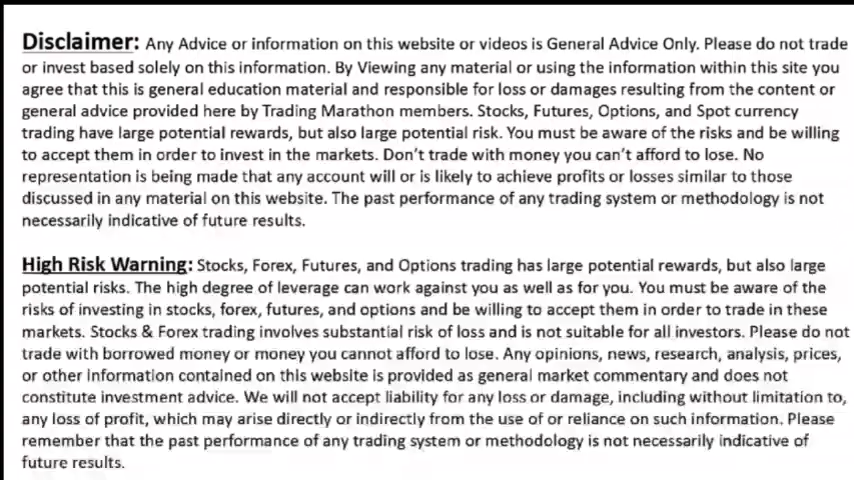 Disclaimer: Any Advice or information on this website or videos is General Advice Only. Please do not trade
or invest based solely on this information. By Viewing any material or using the information within this site you
agree that this is general education material and responsible for loss or damages resulting from the content or
general advice provided here by Trading Marathon members. Stocks, Futures, Options, and Spot currency
trading have large potential rewards, but also large potential risk. You must be aware of the risks and be willing
to accept them in order to invest in the markets. Don't trade with money you can't afford to lose. No
representation is being made that any account will or is likely to achieve profits or losses similar to those
discussed in any material on this website. The past performance of any trading system or methodology is not
necessarily indicative of future results.
High Risk Warning: Stocks, Forex, Futures, and Options trading has large potential rewards, but also large
potential risks. The high degree of leverage can work against you as well as for you. You must be aware of the
risks of investing in stocks, forex, futures, and options and be willing to accept them in order to trade in these
markets. Stocks & Forex trading involves substantial risk of loss and is not suitable for all investors. Please do not
trade with borrowed money or money you cannot afford to lose. Any opinions, news, research, analysis, prices,
or other information contained on this website is provided as general market commentary and does not
constitute investment advice. We will not accept liability for any loss or damage, including without limitation to,
any loss of profit, which may arise directly or indirectly from the use of or reliance on such information. Please
remember that the past performance of any trading system or methodology is not necessarily indicative of
future results.